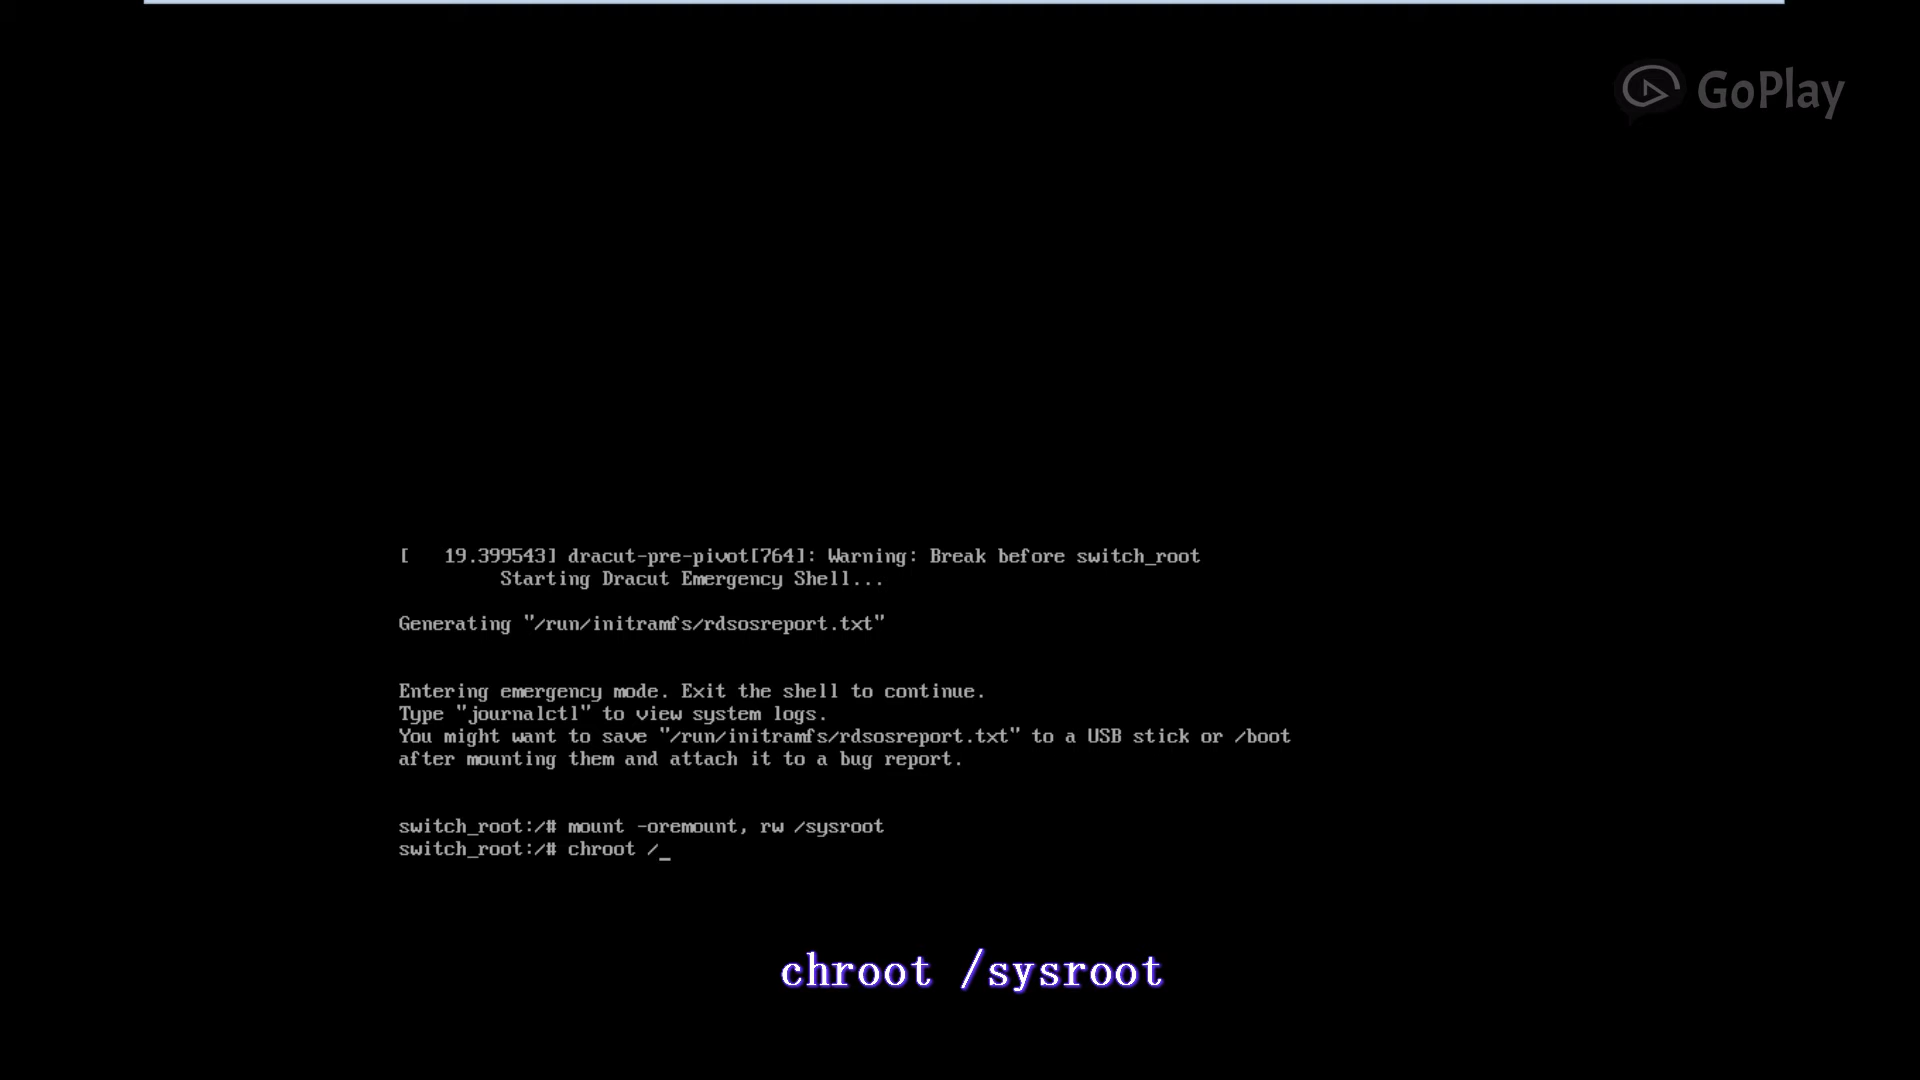 GoPlay
[   19.399543] dracut-pre-pivot[764]: Warning: Break before switch_root
         Starting Dracut Emergency Shell...
Generating "/run/initramfs/rdsosreport.txt"
Entering emergency mode. Exit the shell to continue.
Type "journalctl" to view system logs.
You might want to save "/run/initramfs/rdsosreport.txt" to a USB stick or /boot
after mounting them and attach it to a bug report.
switch_root:/# mount -oremount, rw /sysroot
switch_root:/# chroot /_
chroot /sysroot